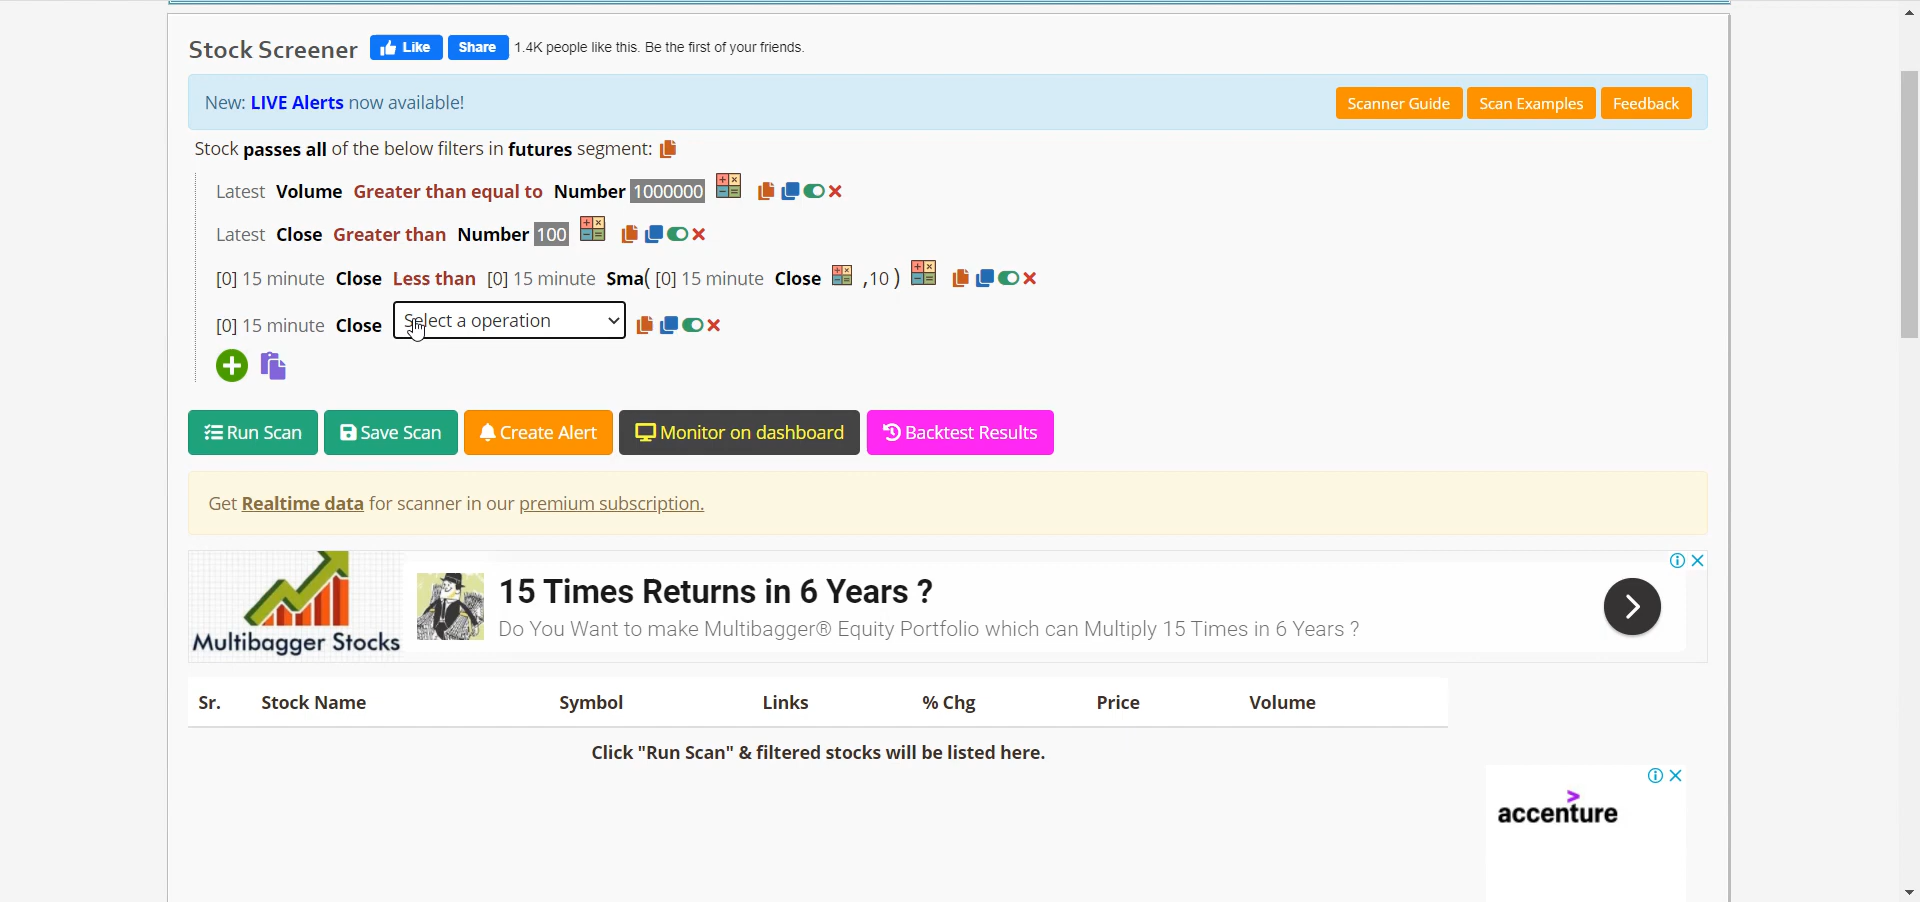 Stock Screener Like Share 1.4K people like this. Be the first of your friends.
New: LIVE Alerts now available! Scanner Guide Scan Examples Feedback
Stock passes all of the below filters in futures segment:
Latest Volume Greater than equal to Number 1000000
Latest Close Greater than Number 100
[0] 15 minute Close Less than [0] 15 minute Sma( [0] 15 minute Close ,10 )
[0] 15 minute Close Select a operation
Run Scan Save Scan Create Alert Monitor on dashboard Backtest Results
Get Realtime data for scanner in our premium subscription.
15 Times Returns in 6 Years ?
Do You Want to make Multibagger® Equity Portfolio which can Multiply 15 Times in 6 Years ?
Multibagger Stocks
Sr. Stock Name Symbol Links % Chg Price Volume
Click "Run Scan" & filtered stocks will be listed here.
accenture